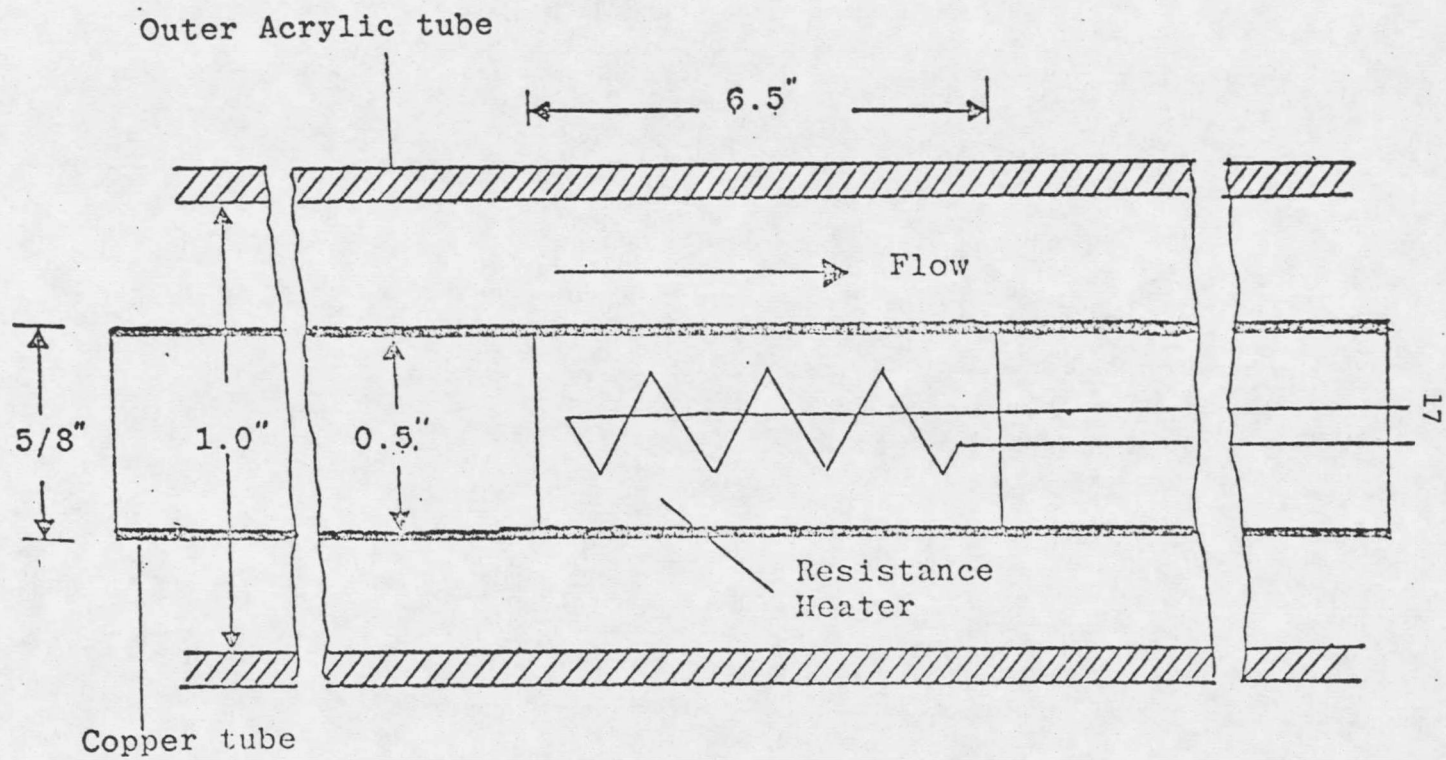 Outer Acrylic tube
6.5"
Flow
5/8"
1.0"
0.5"
17
Resistance
Heater
Copper tube